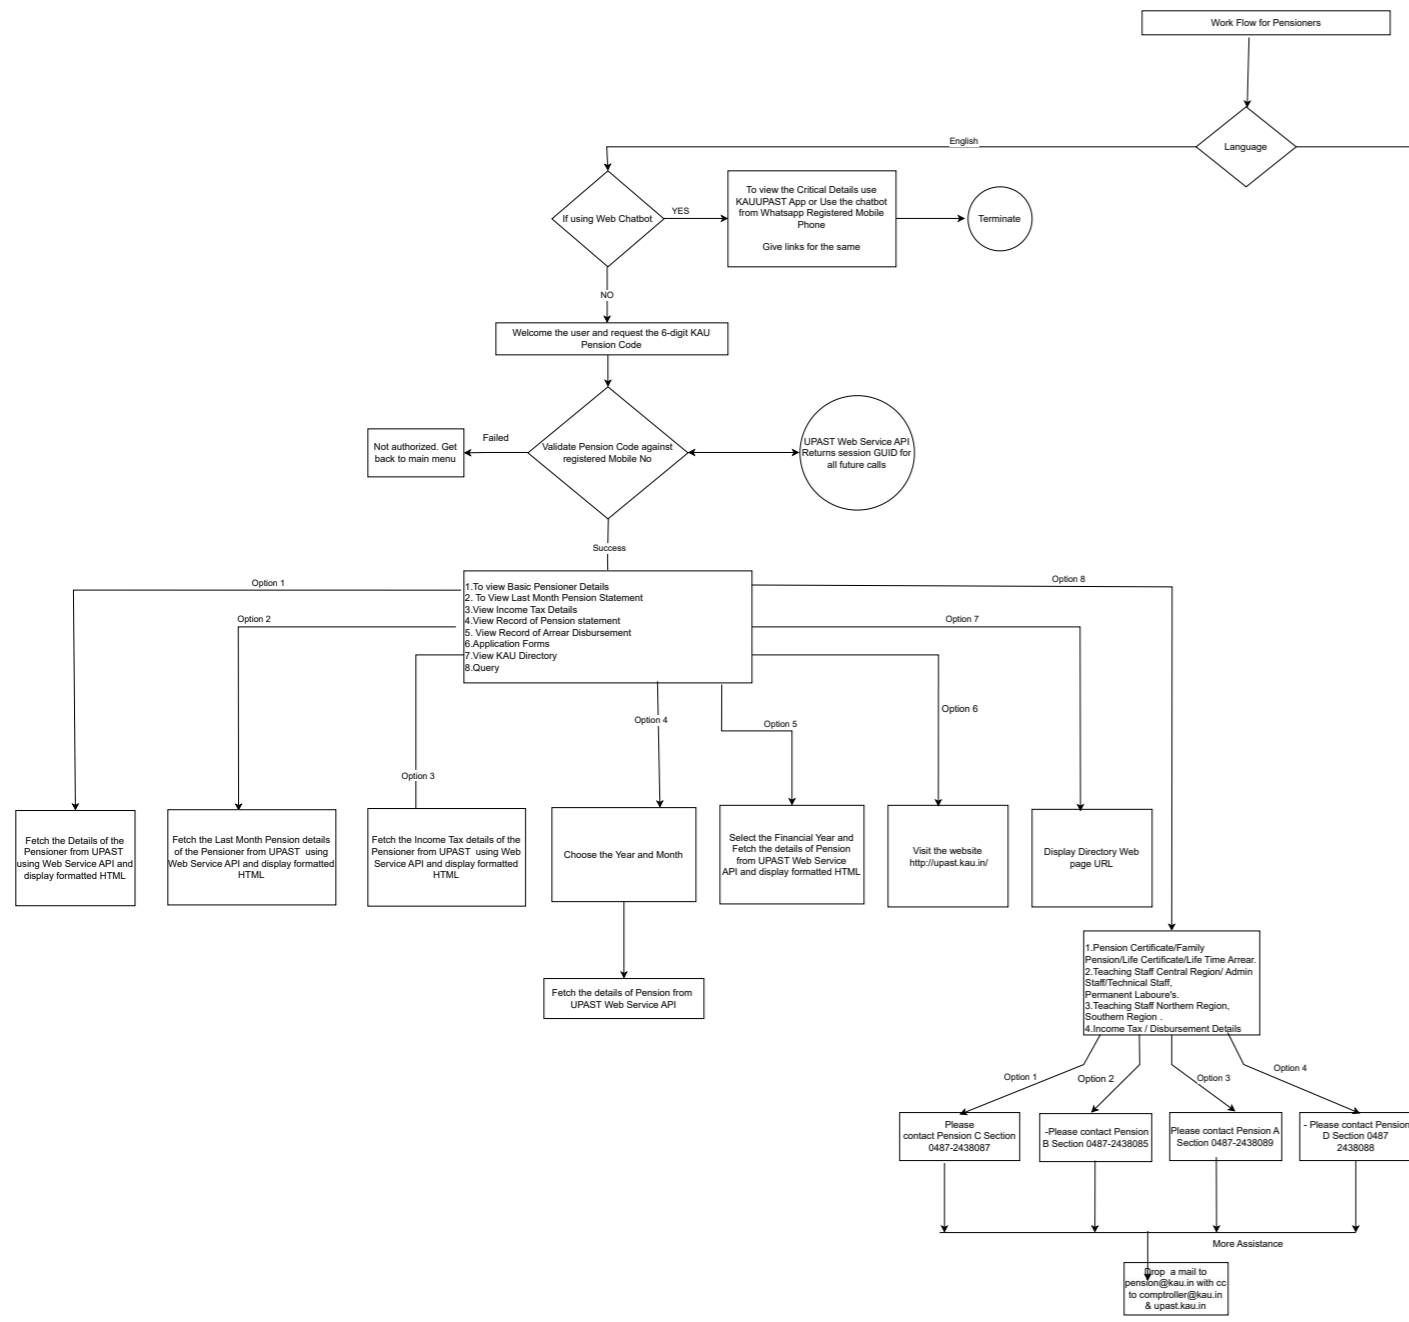 Work Flow for Pensioners
Language
English
If using Web Chatbot
YES
To view the Critical Details use
KAUUPAST App or Use the chatbot
from Whatsapp Registered Mobile
Phone
Give links for the same
Terminate
NO
Welcome the user and request the 6-digit KAU
Pension Code
Not authorized. Get
back to main menu
Failed
Validate Pension Code against
registered Mobile No
UPAST Web Service API
Returns session GUID for
all future calls
Success
Option 1
Option 2
Option 3
1.To view Basic Pensioner Details
2. To View Last Month Pension Statement
3.View Income Tax Details
4.View Record of Pension statement
5. View Record of Arrear Disbursement
6.Application Forms
7.View KAU Directory
8.Query
Option 4
Option 5
Option 6
Option 7
Option 8
Fetch the Details of the
Pensioner from UPAST
using Web Service API and
display formatted HTML
Fetch the Last Month Pension details
of the Pensioner from UPAST using
Web Service API and display formatted
HTML
Fetch the Income Tax details of the
Pensioner from UPAST using Web
Service API and display formatted
HTML
Choose the Year and Month
Select the Financial Year and
Fetch the details of Pension
from UPAST Web Service
API and display formatted HTML
Visit the website
http://upast.kau.in/
Display Directory Web
page URL
Fetch the details of Pension from
UPAST Web Service API
1.Pension Certificate/Family
Pension/Life Certificate/Life Time Arrear.
2.Teaching Staff Central Region/ Admin
Staff/Technical Staff,
Permanent Laboure's.
3.Teaching Staff Northern Region,
Southern Region .
4.Income Tax / Disbursement Details
Option 1
Option 2
Option 3
Option 4
Please
contact Pension C Section
0487-2438087
-Please contact Pension
B Section 0487-2438085
Please contact Pension A
Section 0487-2438089
- Please contact Pension
D Section 0487
2438088
More Assistance
Drop a mail to
pension@kau.in with cc
to comptroller@kau.in
& upast.kau.in